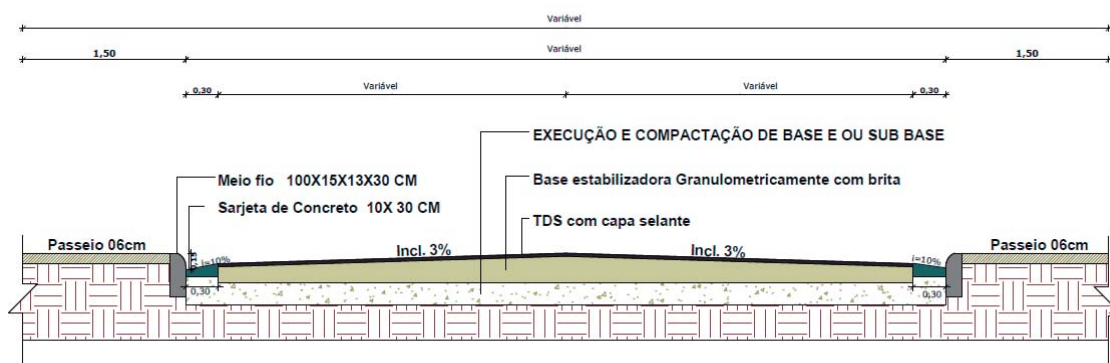 Variável
1,50
Variável
1,50
0,30
Variável
Variável
0,30
EXECUÇÃO E COMPACTAÇÃO DE BASE E OU SUB BASE
Meio fio 100X15X13X30 CM
Base estabilizadora Granulometricamente com brita
Sarjeta de Concreto 10X 30 CM
TDS com capa selante
Passeio 06cm
0,15
i=10%
Incl. 3%
Incl. 3%
i=10%
Passeio 06cm
0,30
0,30